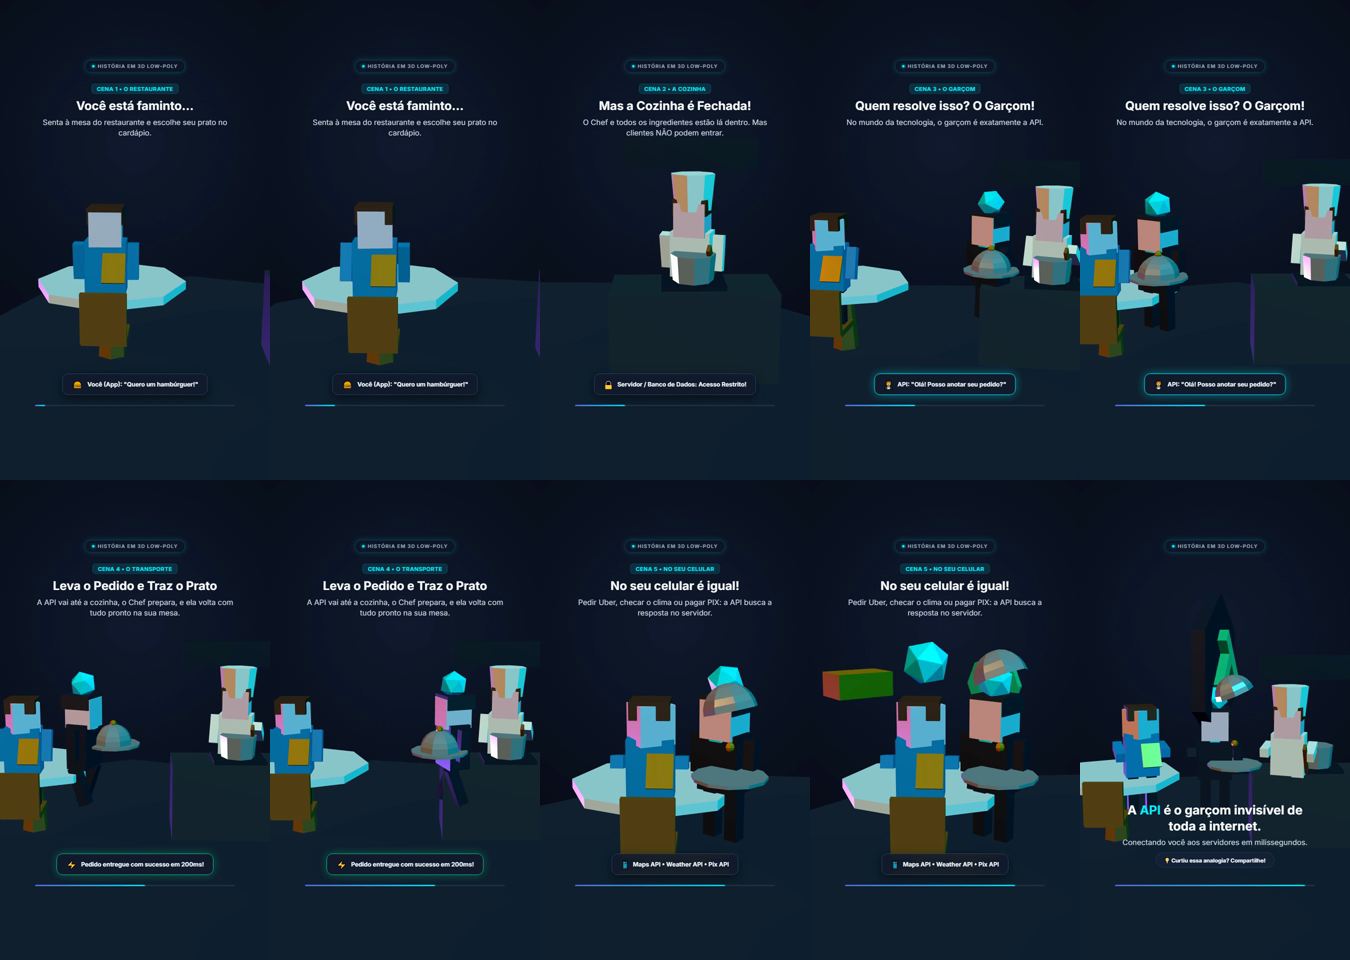 HISTÓRIA EM 3D LOW-POLY
CENA 1 • O RESTAURANTE
Você está faminto...
Senta à mesa do restaurante e escolhe seu prato no
cardápio.
Você (App): "Quero um hambúrguer!"
HISTÓRIA EM 3D LOW-POLY
CENA 1 • O RESTAURANTE
Você está faminto...
Senta à mesa do restaurante e escolhe seu prato no
cardápio.
Você (App): "Quero um hambúrguer!"
HISTÓRIA EM 3D LOW-POLY
CENA 2 • A COZINHA
Mas a Cozinha é Fechada!
O Chef e todos os ingredientes estão lá dentro. Mas
clientes NÃO podem entrar.
Servidor / Banco de Dados: Acesso Restrito!
HISTÓRIA EM 3D LOW-POLY
CENA 3 • O GARÇOM
Quem resolve isso? O Garçom!
No mundo da tecnologia, o garçom é exatamente a API.
API: "Olá! Posso anotar seu pedido?"
HISTÓRIA EM 3D LOW-POLY
CENA 3 • O GARÇOM
Quem resolve isso? O Garçom!
No mundo da tecnologia, o garçom é exatamente a API.
API: "Olá! Posso anotar seu pedido?"
HISTÓRIA EM 3D LOW-POLY
CENA 4 • O TRANSPORTE
Leva o Pedido e Traz o Prato
A API vai até a cozinha, o Chef prepara, e ela volta com
tudo pronto na sua mesa.
Pedido entregue com sucesso em 200ms!
HISTÓRIA EM 3D LOW-POLY
CENA 4 • O TRANSPORTE
Leva o Pedido e Traz o Prato
A API vai até a cozinha, o Chef prepara, e ela volta com
tudo pronto na sua mesa.
Pedido entregue com sucesso em 200ms!
HISTÓRIA EM 3D LOW-POLY
CENA 5 • NO SEU CELULAR
No seu celular é igual!
Pedir Uber, checar o clima ou pagar PIX: a API busca a
resposta no servidor.
Maps API • Weather API • Pix API
HISTÓRIA EM 3D LOW-POLY
CENA 5 • NO SEU CELULAR
No seu celular é igual!
Pedir Uber, checar o clima ou pagar PIX: a API busca a
resposta no servidor.
Maps API • Weather API • Pix API
HISTÓRIA EM 3D LOW-POLY
A API é o garçom invisível de
toda a internet.
Conectando você aos servidores em milissegundos.
Curtiu essa analogia? Compartilhe!